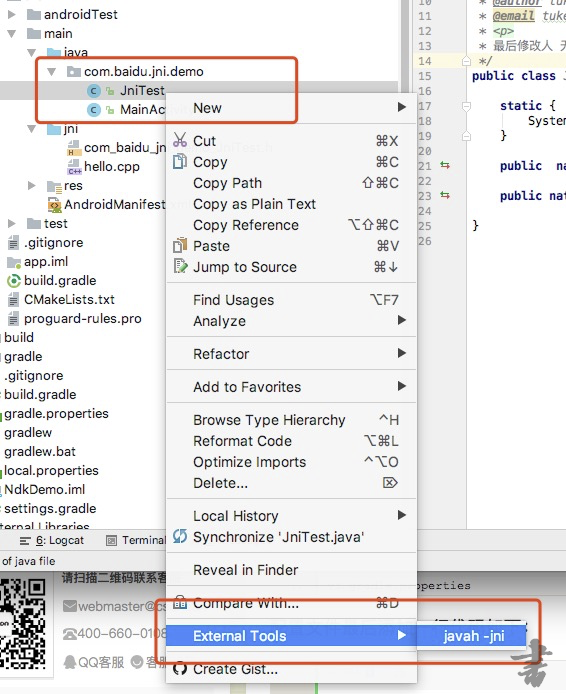 androidTest
main
java
com.baidu.jni.demo
JniTest
MainAc
jni
com_baidu_jn
hello.cpp
res
AndroidManifest
test
.gitignore
app.iml
build.gradle
CMakeLists.txt
proguard-rules.pro
build
gradle
.gitignore
build.gradle
gradle.properties
gradlew
gradlew.bat
local.properties
NdkDemo.iml
settings.gradle
ternal Libraries
6: Logcat
Terminal
of java file
New
Cut ⌘X
Copy ⌘C
Copy Path ⇧⌘C
Copy as Plain Text
Copy Reference ⌥⇧⌘C
Paste ⌘V
Jump to Source ⌘↓
Find Usages ⌥F7
Analyze
Refactor
Add to Favorites
Browse Type Hierarchy ^H
Reformat Code ⌥⌘L
Optimize Imports ^⌥O
Delete... ⌦
Local History
Synchronize 'JniTest.java'
Reveal in Finder
Compare With... ⌘D
External Tools
javah -jni
Create Gist...
10 * @author tuke
11 * @email tuke
12 * <p>
13 * 最后修改人 无
14 */
15 public class J
16
17 static {
18 System
19 }
20
21 public na
22
23 public nat
24
25 }
26
请扫描二维码联系客
webmaster@cs
400-660-0108
QQ客服 客服
operties